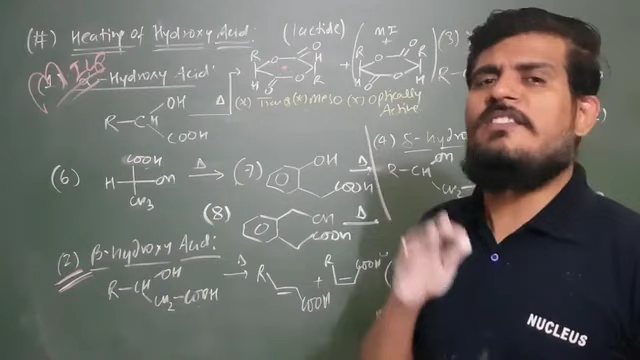 (#) Heating of Hydroxy Acid:
(lactide)
mI
+
(3)
α-Hydroxy Acid:
R O O
O O R
+
R O O R
O O
R-
R-CH
OH
COOH
Δ
(x) Trans (x) Meso (x) Optically
Active
(4) δ-Hydro
R-CH
OH
CH2-
(6)
COOH
H OH
CH3
Δ
(7)
OH
COOH
Δ
(8)
OH
COOH
Δ
(2) β-Hydroxy Acid:
R-CH
OH
CH2-COOH
Δ
R
COOH
+
R
COOH
NUCLEUS